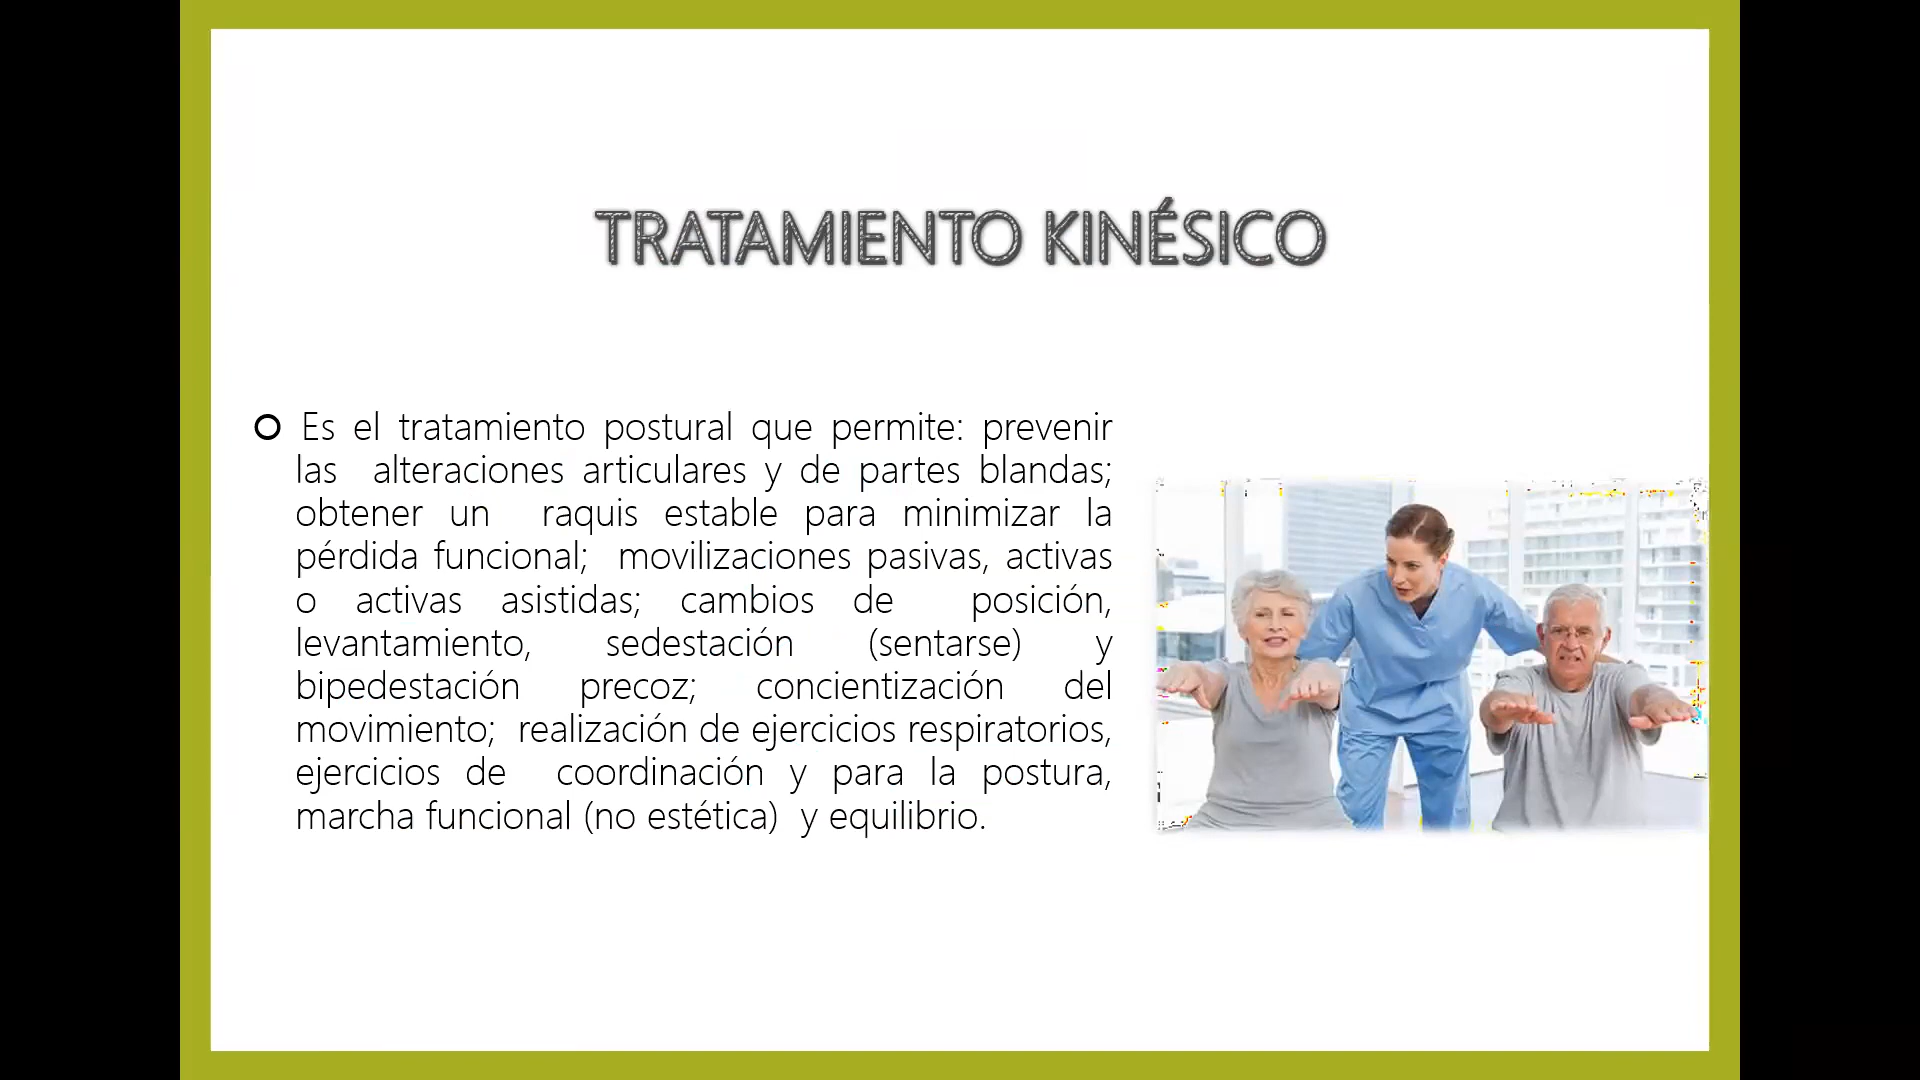 TRATAMIENTO KINÉSICO
Es el tratamiento postural que permite: prevenir
las alteraciones articulares y de partes blandas;
obtener un raquis estable para minimizar la
pérdida funcional; movilizaciones pasivas, activas
o activas asistidas; cambios de posición,
levantamiento, sedestación (sentarse) y
bipedestación precoz; concientización del
movimiento; realización de ejercicios respiratorios,
ejercicios de coordinación y para la postura,
marcha funcional (no estética) y equilibrio.